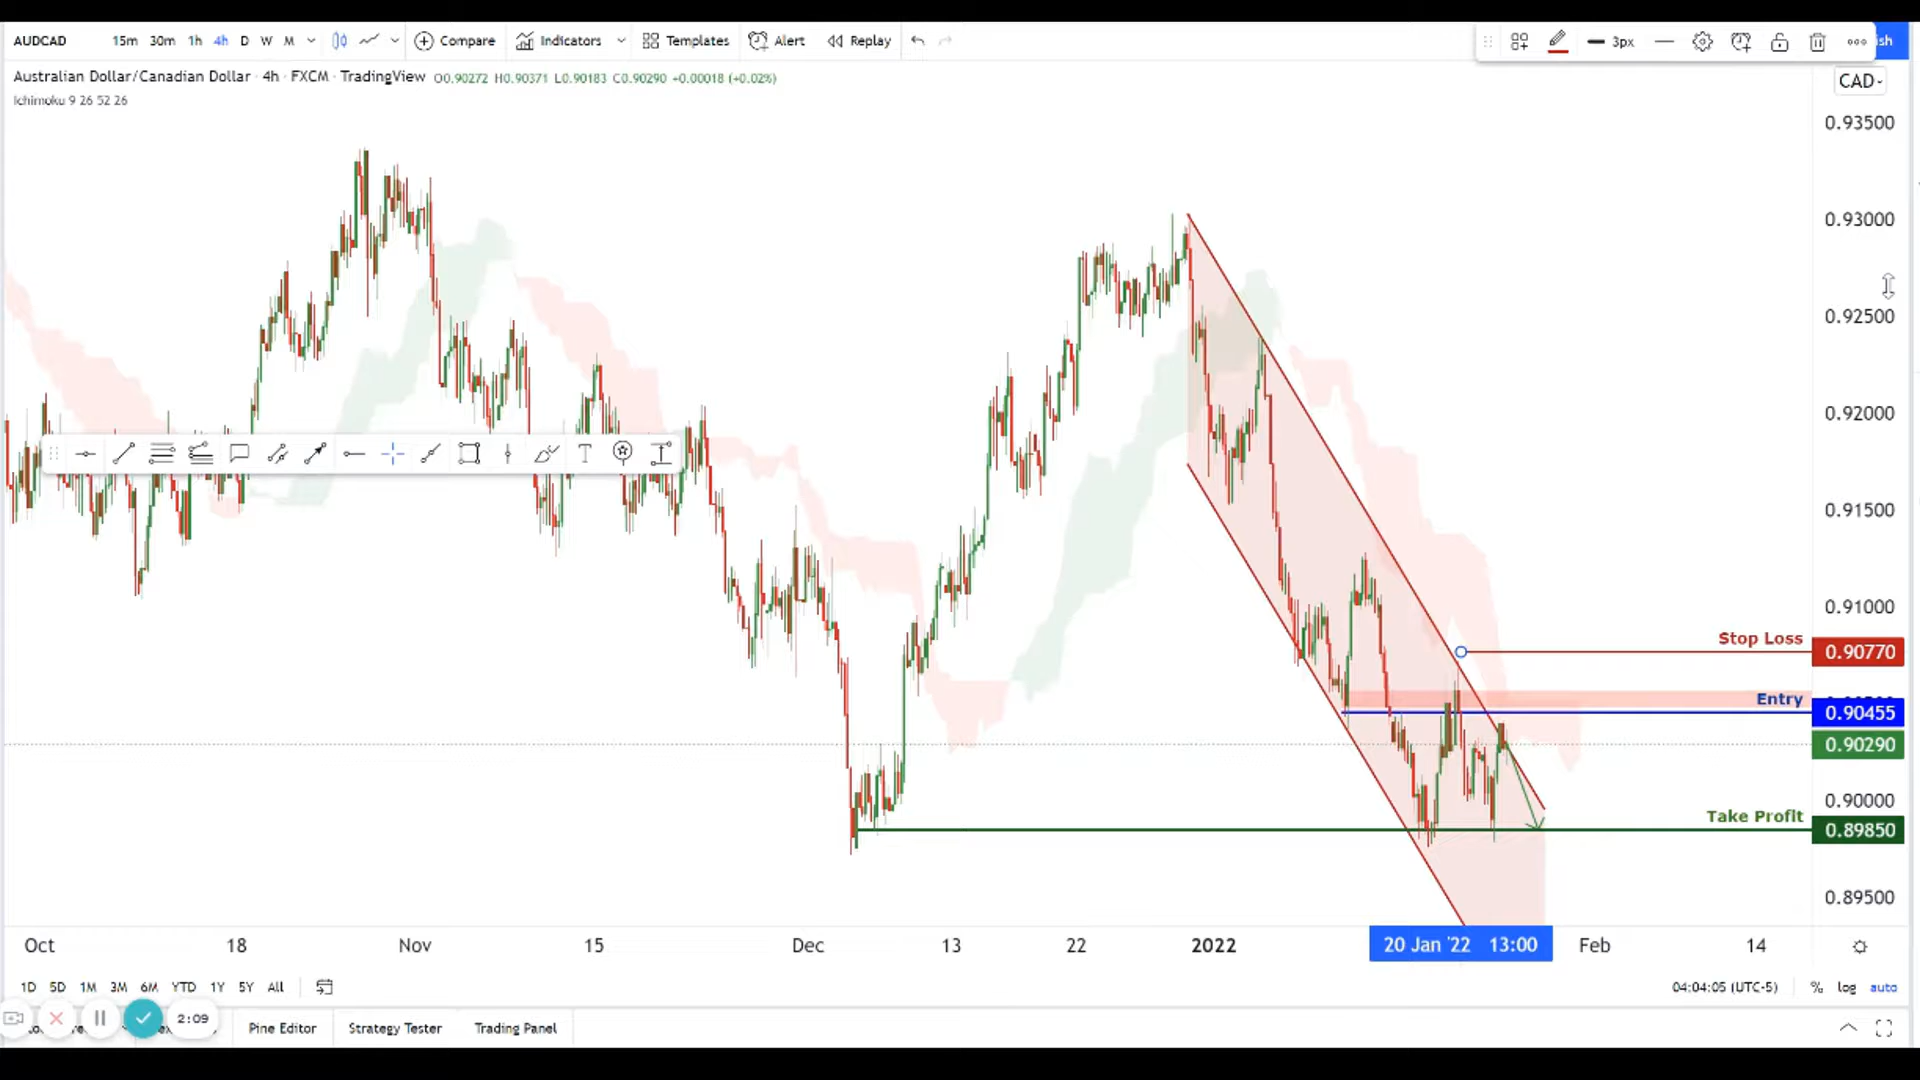 AUDCAD 15m 30m 1h 4h D W M Compare Indicators Templates Alert Replay 3px ish
Australian Dollar/Canadian Dollar · 4h · FXCM · TradingView O0.90272 H0.90371 L0.90183 C0.90290 +0.00018 (+0.02%)
CAD
Ichimoku 9 26 52 26
0.93500
0.93000
0.92500
0.92000
0.91500
0.91000
Stop Loss 0.90770
Entry 0.90455
0.90290
0.90000
Take Profit 0.89850
0.89500
Oct 18 Nov 15 Dec 13 22 2022 20 Jan '22 13:00 Feb 14
1D 5D 1M 3M 6M YTD 1Y 5Y All 04:04:05 (UTC-5) % log auto
2:09 Pine Editor Strategy Tester Trading Panel